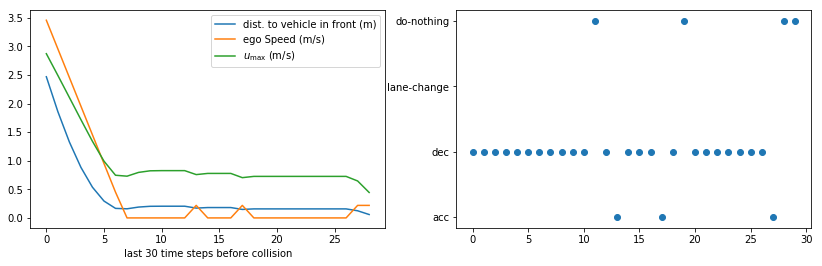 dist. to vehicle in front (m)
ego Speed (m/s)
u_max (m/s)
3.5
3.0
2.5
2.0
1.5
1.0
0.5
0.0
0 5 10 15 20 25
last 30 time steps before collision
do-nothing
lane-change
dec
acc
0 5 10 15 20 25 30